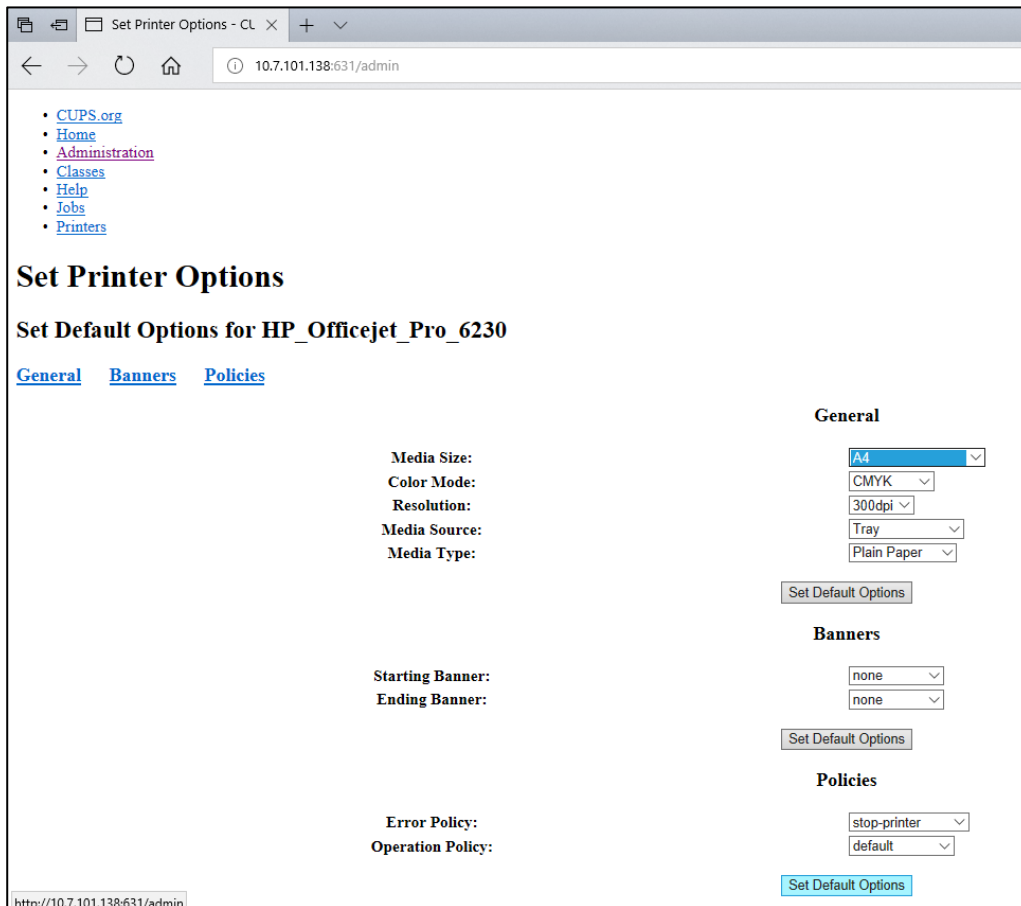 Set Printer Options - CL
10.7.101.138:631/admin
CUPS.org
Home
Administration
Classes
Help
Jobs
Printers
Set Printer Options
Set Default Options for HP_Officejet_Pro_6230
General Banners Policies
General
Media Size: A4
Color Mode: CMYK
Resolution: 300dpi
Media Source: Tray
Media Type: Plain Paper
Set Default Options
Banners
Starting Banner: none
Ending Banner: none
Set Default Options
Policies
Error Policy: stop-printer
Operation Policy: default
Set Default Options
http://10.7.101.138:631/admin